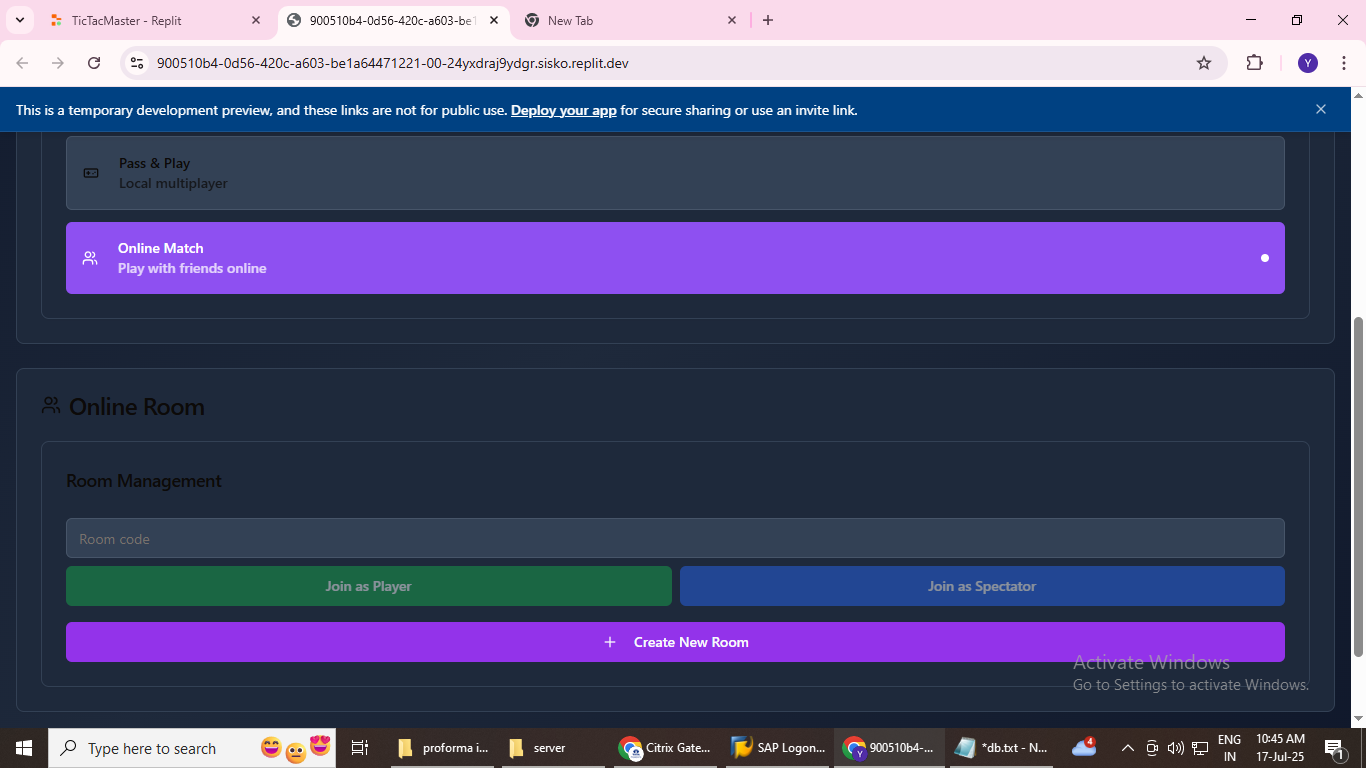 TicTacMaster - Replit
900510b4-0d56-420c-a603-be1
New Tab
900510b4-0d56-420c-a603-be1a64471221-00-24yxdraj9ydgr.sisko.replit.dev
Y
This is a temporary development preview, and these links are not for public use. Deploy your app for secure sharing or use an invite link.
Pass & Play
Local multiplayer
Online Match
Play with friends online
Online Room
Room Management
Room code
Join as Player
Join as Spectator
+ Create New Room
Activate Windows
Go to Settings to activate Windows.
Type here to search
proforma i...
server
Citrix Gate...
SAP Logon...
Y
900510b4-...
*db.txt - N...
4
ENG
IN
10:45 AM
17-Jul-25
1